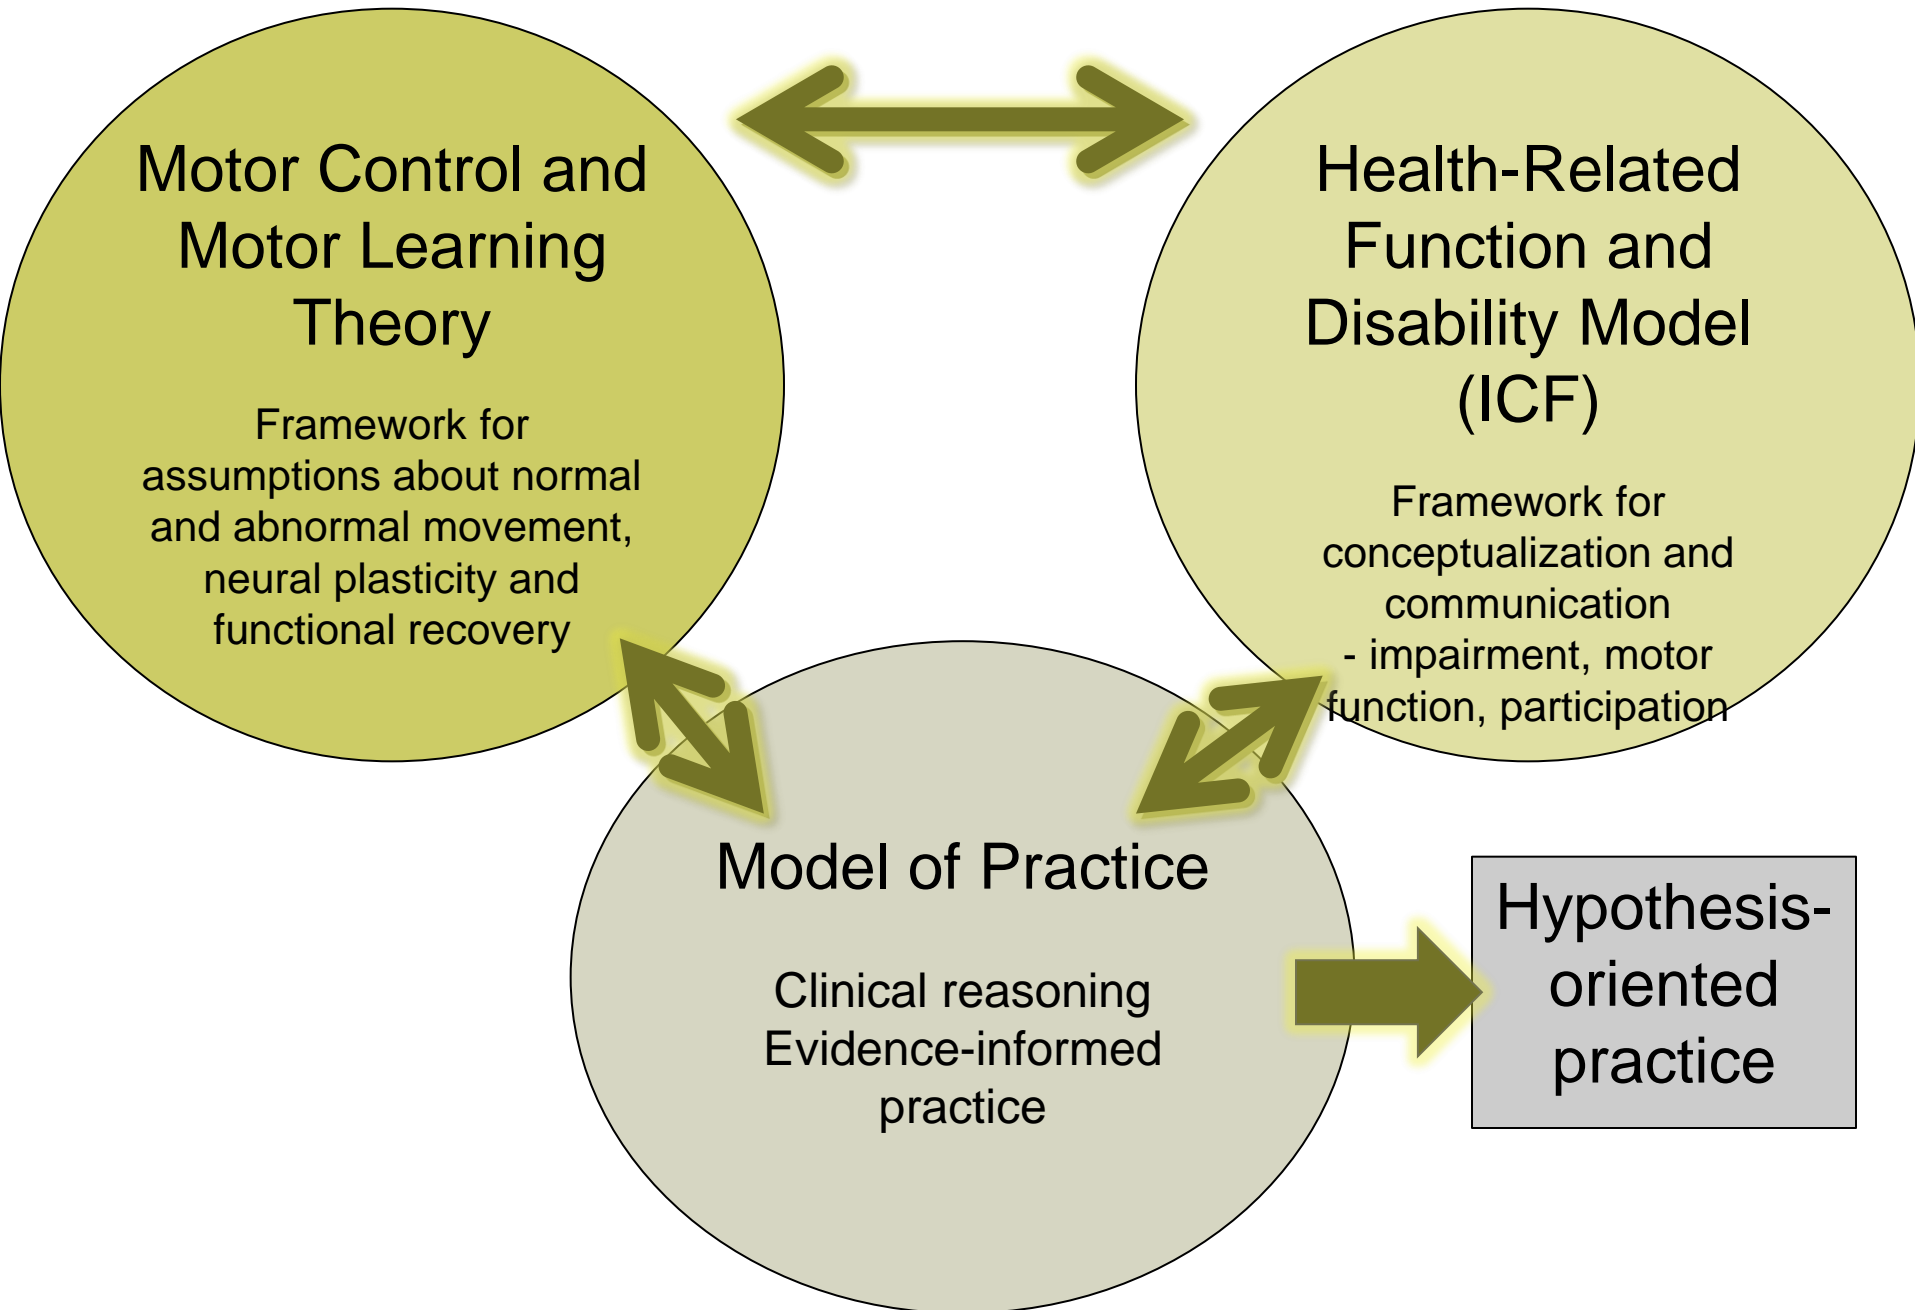 Motor Control and
Motor Learning
Theory
Framework for
assumptions about normal
and abnormal movement,
neural plasticity and
functional recovery
Health-Related
Function and
Disability Model
(ICF)
Framework for
conceptualization and
communication
- impairment, motor
function, participation
Model of Practice
Clinical reasoning
Evidence-informed
practice
Hypothesis-
oriented
practice